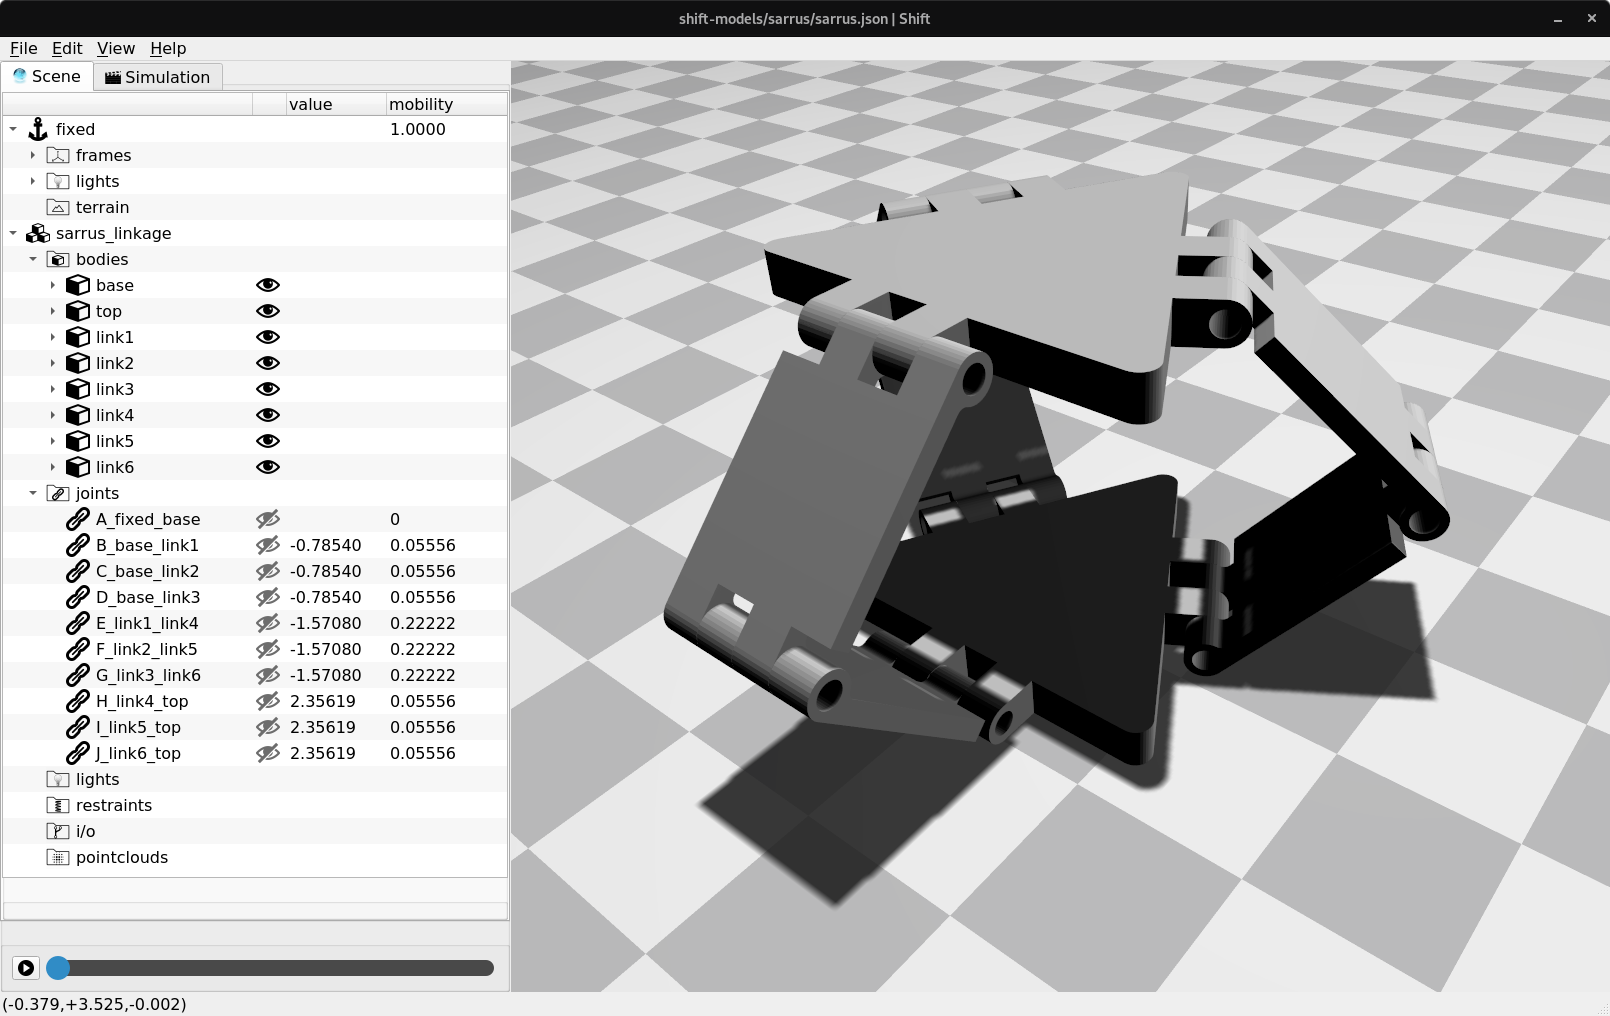 shift-models/sarrus/sarrus.json | Shift
File Edit View Help
Scene Simulation
value mobility
fixed 1.0000
frames
lights
terrain
sarrus_linkage
bodies
base
top
link1
link2
link3
link4
link5
link6
joints
A_fixed_base 0
B_base_link1 -0.78540 0.05556
C_base_link2 -0.78540 0.05556
D_base_link3 -0.78540 0.05556
E_link1_link4 -1.57080 0.22222
F_link2_link5 -1.57080 0.22222
G_link3_link6 -1.57080 0.22222
H_link4_top 2.35619 0.05556
I_link5_top 2.35619 0.05556
J_link6_top 2.35619 0.05556
lights
restraints
i/o
pointclouds
(-0.379,+3.525,-0.002)